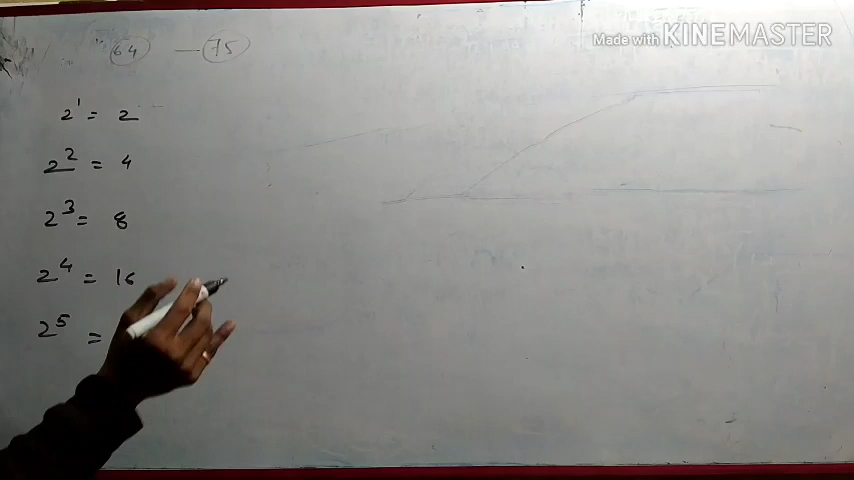 Made with KINEMASTER
64 — 75
2¹ = 2
2² = 4
2³ = 8
2⁴ = 16
2⁵ =